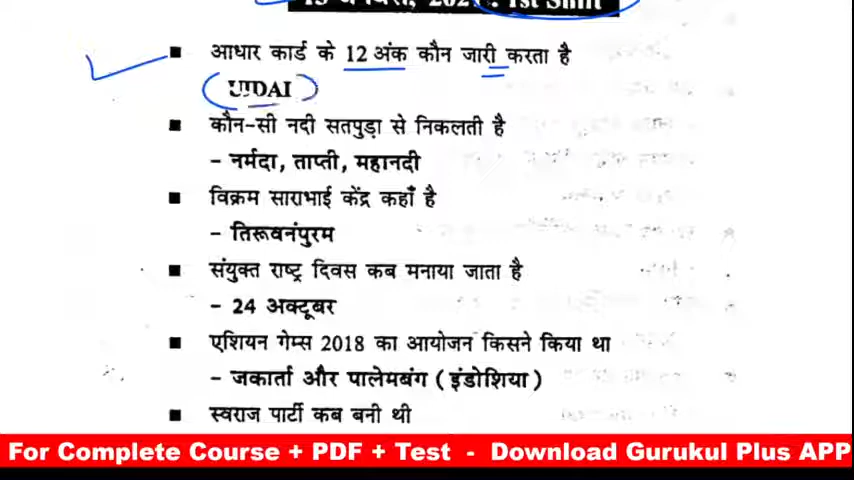 : 1st Shift
■ आधार कार्ड के 12 अंक कौन जारी करता है
UIDAI
■ कौन-सी नदी सतपुड़ा से निकलती है
- नर्मदा, ताप्ती, महानदी
■ विक्रम साराभाई केंद्र कहाँ है
- तिरूवनंपुरम
■ संयुक्त राष्ट्र दिवस कब मनाया जाता है
- 24 अक्टूबर
■ एशियन गेम्स 2018 का आयोजन किसने किया था
- जकार्ता और पालेमबंग (इंडोशिया)
■ स्वराज पार्टी कब बनी थी
For Complete Course + PDF + Test - Download Gurukul Plus APP